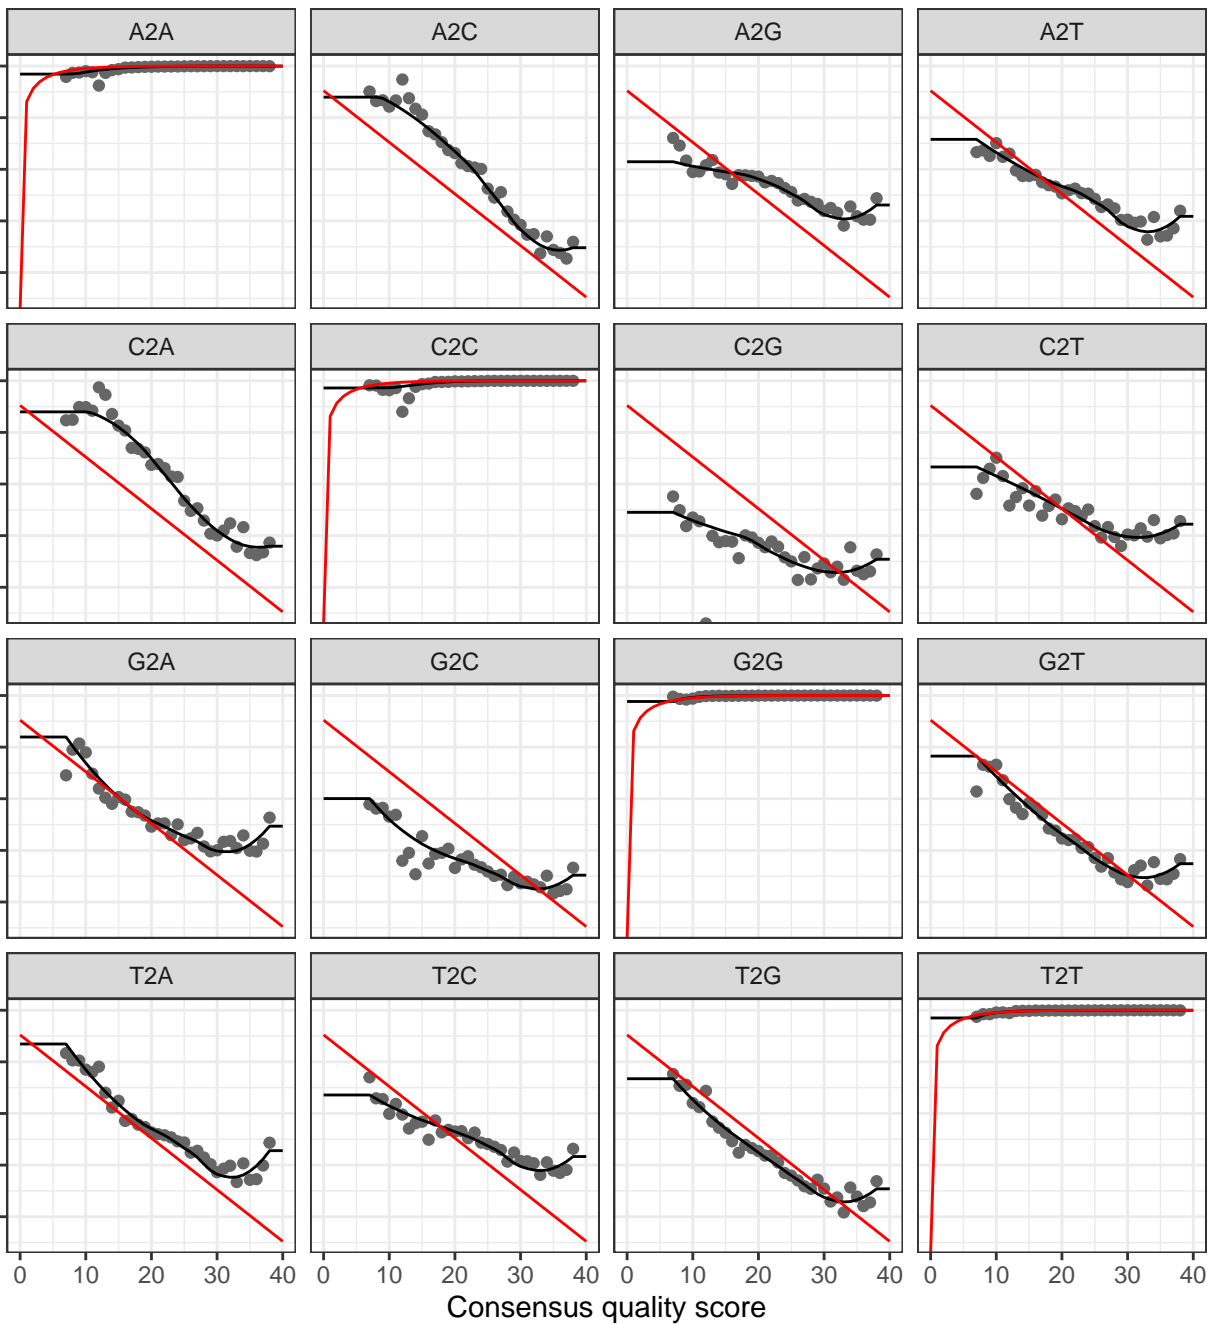 A2A A2C A2G A2T
C2A C2C C2G C2T
G2A G2C G2G G2T
T2A T2C T2G T2T
0 10 20 30 40 0 10 20 30 40 0 10 20 30 40 0 10 20 30 40
Consensus quality score